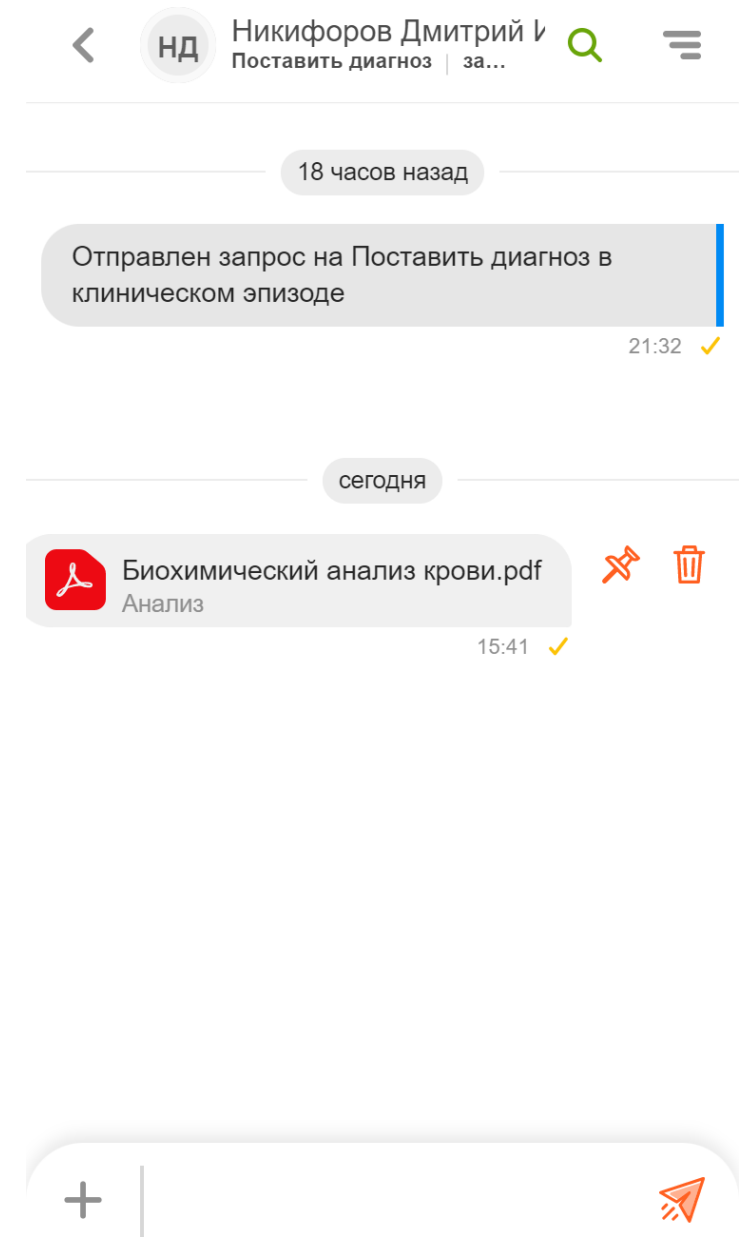 НД
Никифоров Дмитрий И
Поставить диагноз | за...
18 часов назад
Отправлен запрос на Поставить диагноз в
клиническом эпизоде
21:32
сегодня
Биохимический анализ крови.pdf
Анализ
15:41